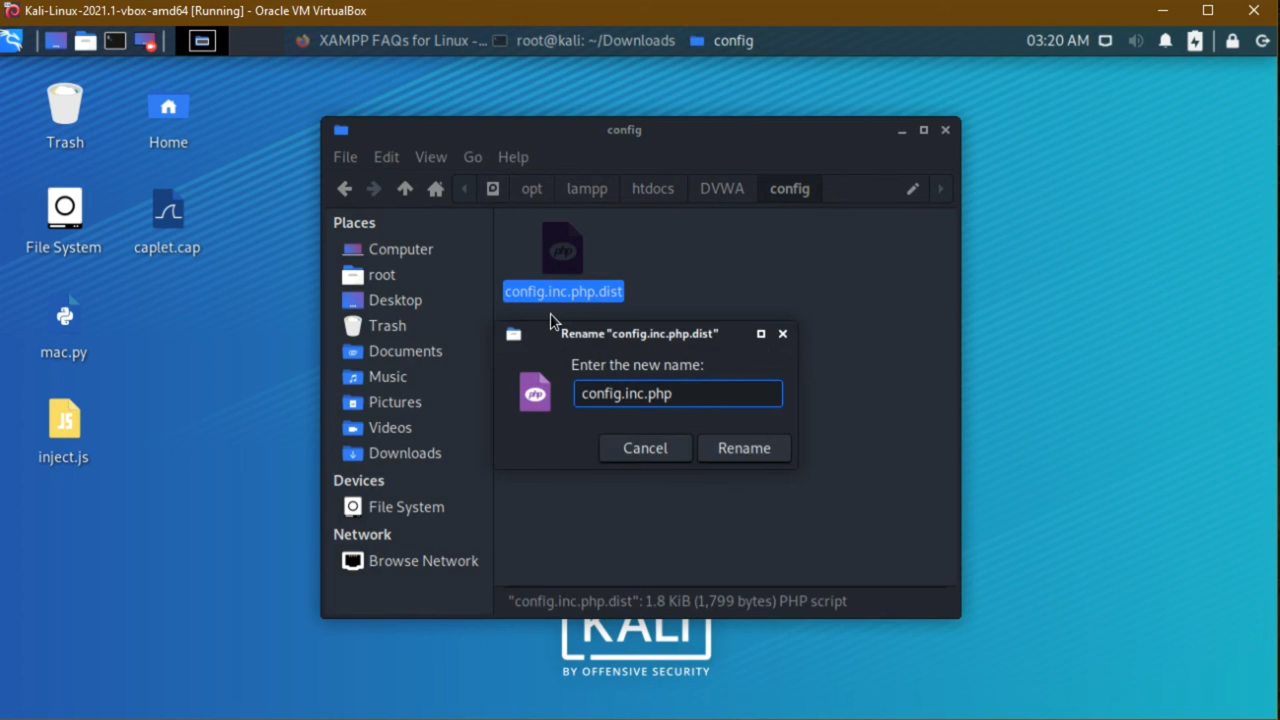 Kali-Linux-2021.1-vbox-amd64 [Running] - Oracle VM VirtualBox
XAMPP FAQs for Linux -... root@kali: ~/Downloads config 03:20 AM
Trash Home
File System caplet.cap
mac.py
JS
inject.js
config
File Edit View Go Help
opt lampp htdocs DVWA config
Places
Computer
root
Desktop
Trash
Documents
Music
Pictures
Videos
Downloads
Devices
File System
Network
Browse Network
php
config.inc.php.dist
Rename "config.inc.php.dist"
Enter the new name:
php
config.inc.php
Cancel Rename
"config.inc.php.dist": 1.8 KiB (1,799 bytes) PHP script
KALI
BY OFFENSIVE SECURITY